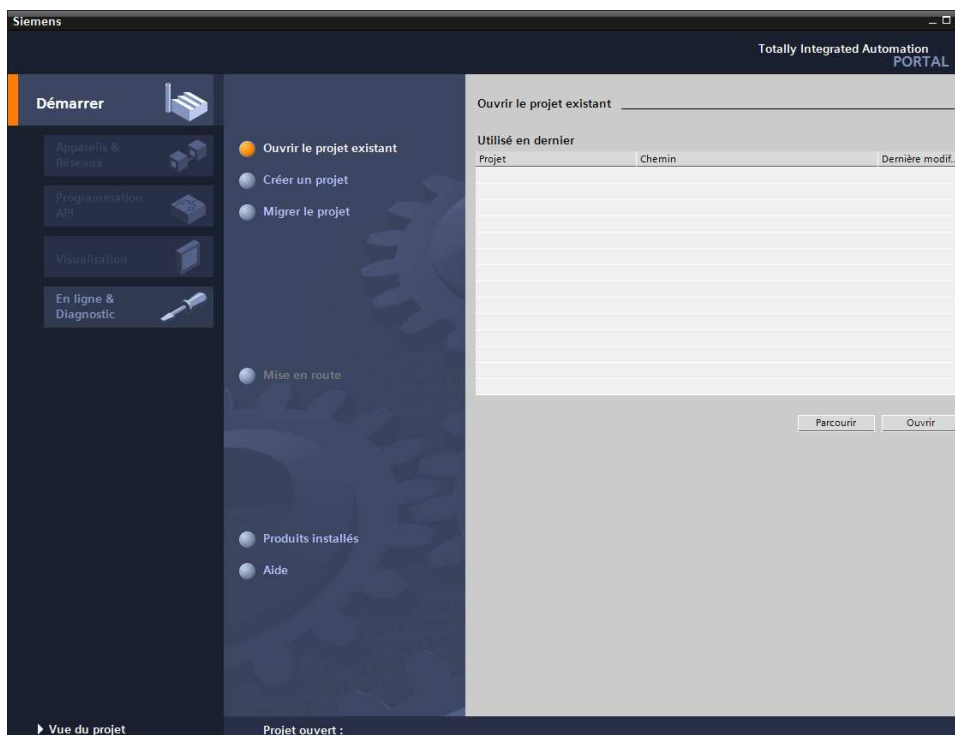 Siemens
Totally Integrated Automation
PORTAL
Démarrer
Appareils &
Réseaux
Programmation
API
Visualisation
En ligne &
Diagnostic
Ouvrir le projet existant
Créer un projet
Migrer le projet
Mise en route
Produits installés
Aide
Ouvrir le projet existant
Utilisé en dernier
Projet Chemin Dernière modif...
Parcourir Ouvrir
Vue du projet
Projet ouvert :